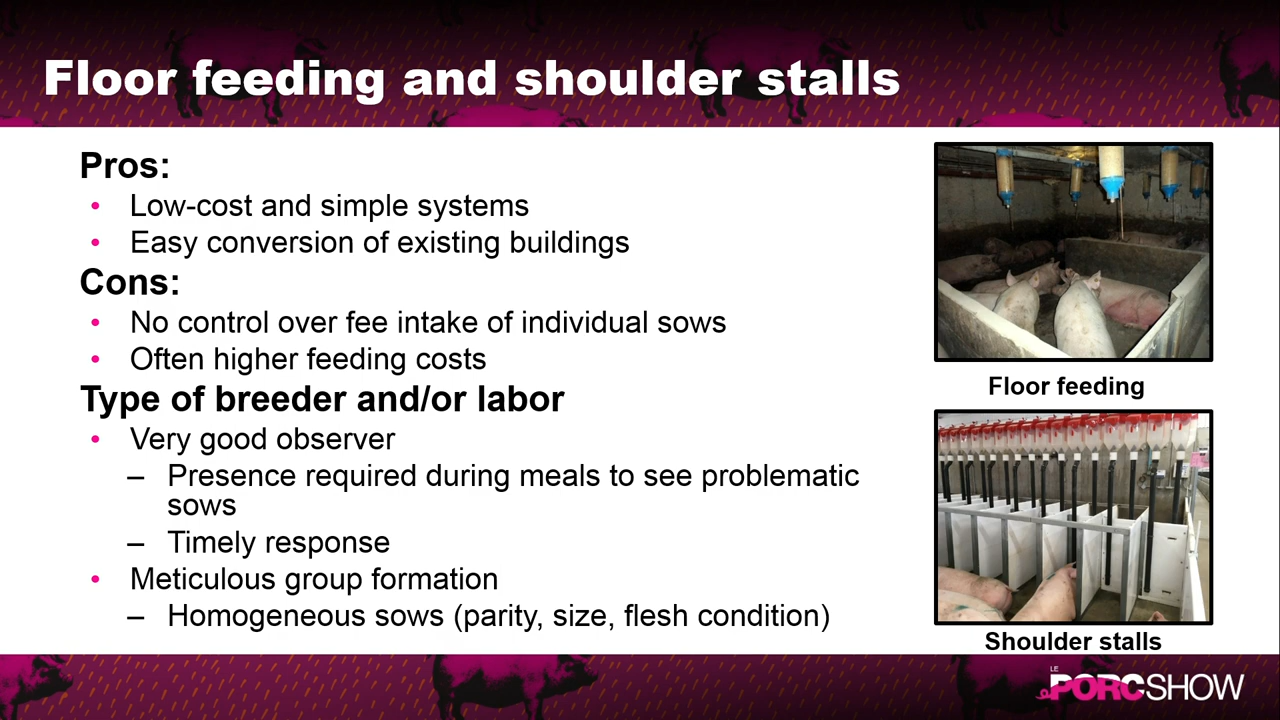 Floor feeding and shoulder stalls
Pros:
• Low-cost and simple systems
• Easy conversion of existing buildings
Cons:
• No control over fee intake of individual sows
• Often higher feeding costs
Type of breeder and/or labor
• Very good observer
– Presence required during meals to see problematic
sows
– Timely response
• Meticulous group formation
– Homogeneous sows (parity, size, flesh condition)
Floor feeding
Shoulder stalls
LE
PORCSHOW